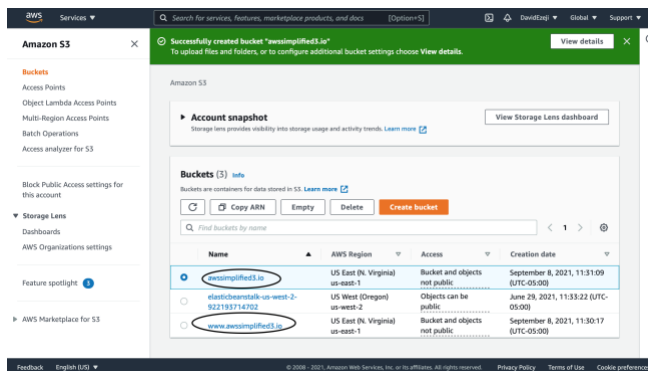 aws
Services ▼
Search for services, features, marketplace products, and docs [Option+S]
DavidEzeji ▼
Global ▼
Support ▼
Amazon S3
Buckets
Access Points
Object Lambda Access Points
Multi-Region Access Points
Batch Operations
Access analyzer for S3
Block Public Access settings for
this account
Storage Lens
Dashboards
AWS Organizations settings
Feature spotlight 3
AWS Marketplace for S3
Successfully created bucket "awssimplified3.io"
To upload files and folders, or to configure additional bucket settings choose View details.
View details
Amazon S3
Account snapshot
Storage lens provides visibility into storage usage and activity trends. Learn more
View Storage Lens dashboard
Buckets (3) Info
Buckets are containers for data stored in S3. Learn more
Copy ARN
Empty
Delete
Create bucket
Find buckets by name
1
Name
AWS Region
Access
Creation date
awssimplified3.io
US East (N. Virginia)
us-east-1
Bucket and objects
not public
September 8, 2021, 11:31:09
(UTC-05:00)
elasticbeanstalk-us-west-2-
922193714702
US West (Oregon)
us-west-2
Objects can be
public
June 29, 2021, 11:33:22 (UTC-
05:00)
www.awssimplified3.io
US East (N. Virginia)
us-east-1
Bucket and objects
not public
September 8, 2021, 11:30:17
(UTC-05:00)
Feedback
English (US) ▼
© 2008 - 2021, Amazon Web Services, Inc. or its affiliates. All rights reserved.
Privacy Policy
Terms of Use
Cookie preferences